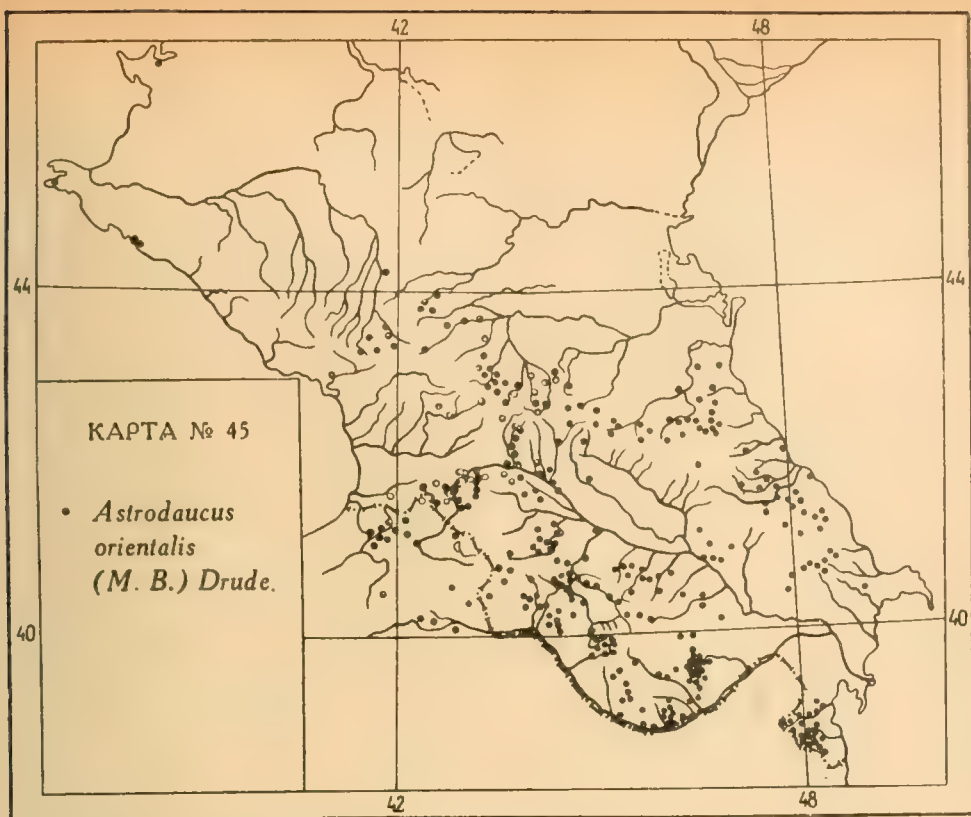 42 48
44 44
КАРТА № 45
Astrodaucus
orientalis
(M. B.) Drude.
40 40
42 48